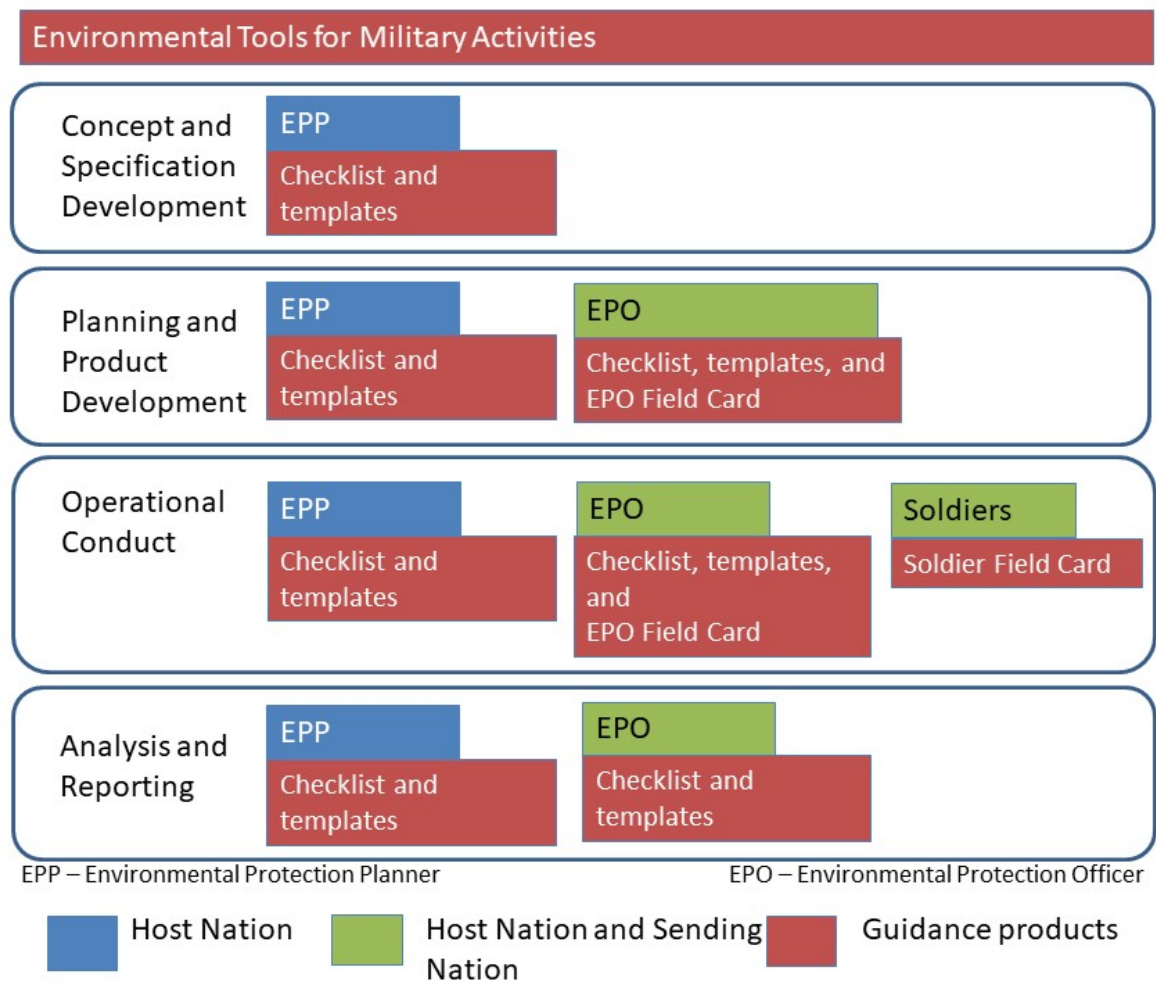 Environmental Tools for Military Activities
Concept and
Specification
Development
EPP
Checklist and
templates
Planning and
Product
Development
EPP
Checklist and
templates
EPO
Checklist, templates, and
EPO Field Card
Operational
Conduct
EPP
Checklist and
templates
EPO
Checklist, templates,
and
EPO Field Card
Soldiers
Soldier Field Card
Analysis and
Reporting
EPP
Checklist and
templates
EPO
Checklist and
templates
EPP – Environmental Protection Planner
EPO – Environmental Protection Officer
Host Nation
Host Nation and Sending
Nation
Guidance products